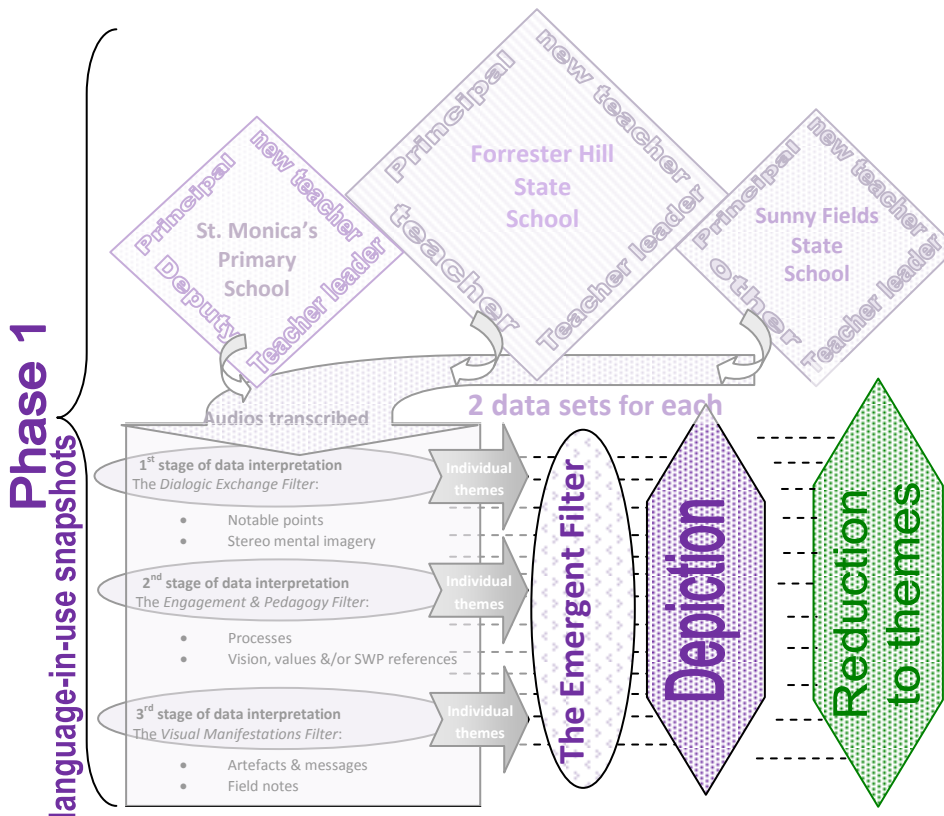 Phase 1
language-in-use snapshots
Principal
new teacher
St. Monica's
Primary
School
Deputy
Teacher leader
Principal
new teacher
Forrester Hill
State
School
teacher
Teacher leader
Principal
new teacher
Sunny Fields
State
School
other
Teacher leader
2 data sets for each
Audios transcribed
1st stage of data interpretation
The Dialogic Exchange Filter:
• Notable points
• Stereo mental imagery
Individual
themes
2nd stage of data interpretation
The Engagement & Pedagogy Filter:
• Processes
• Vision, values &/or SWP references
Individual
themes
3rd stage of data interpretation
The Visual Manifestations Filter:
• Artefacts & messages
• Field notes
Individual
themes
The Emergent Filter
Depiction
Reduction
to themes